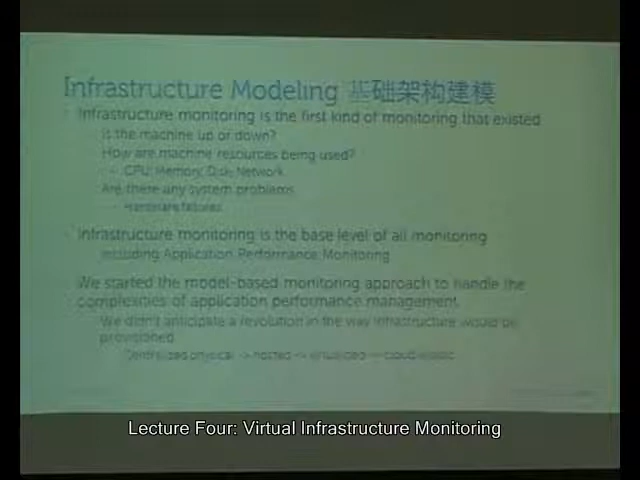 Infrastructure Modeling 基础架构建模
Infrastructure monitoring is the first kind of monitoring that existed
Is the machine up or down?
How are machine resources being used?
CPU, Memory, Disk, Network
Are there any system problems
Hardware failures
Infrastructure monitoring is the base level of all monitoring
Including Application Performance Monitoring
We started the model-based monitoring approach to handle the
complexities of application performance management.
We didn't anticipate a revolution in the way infrastructure would be
provisioned
Centralized physical -> hosted -> virtualized
Lecture Four: Virtual Infrastructure Monitoring